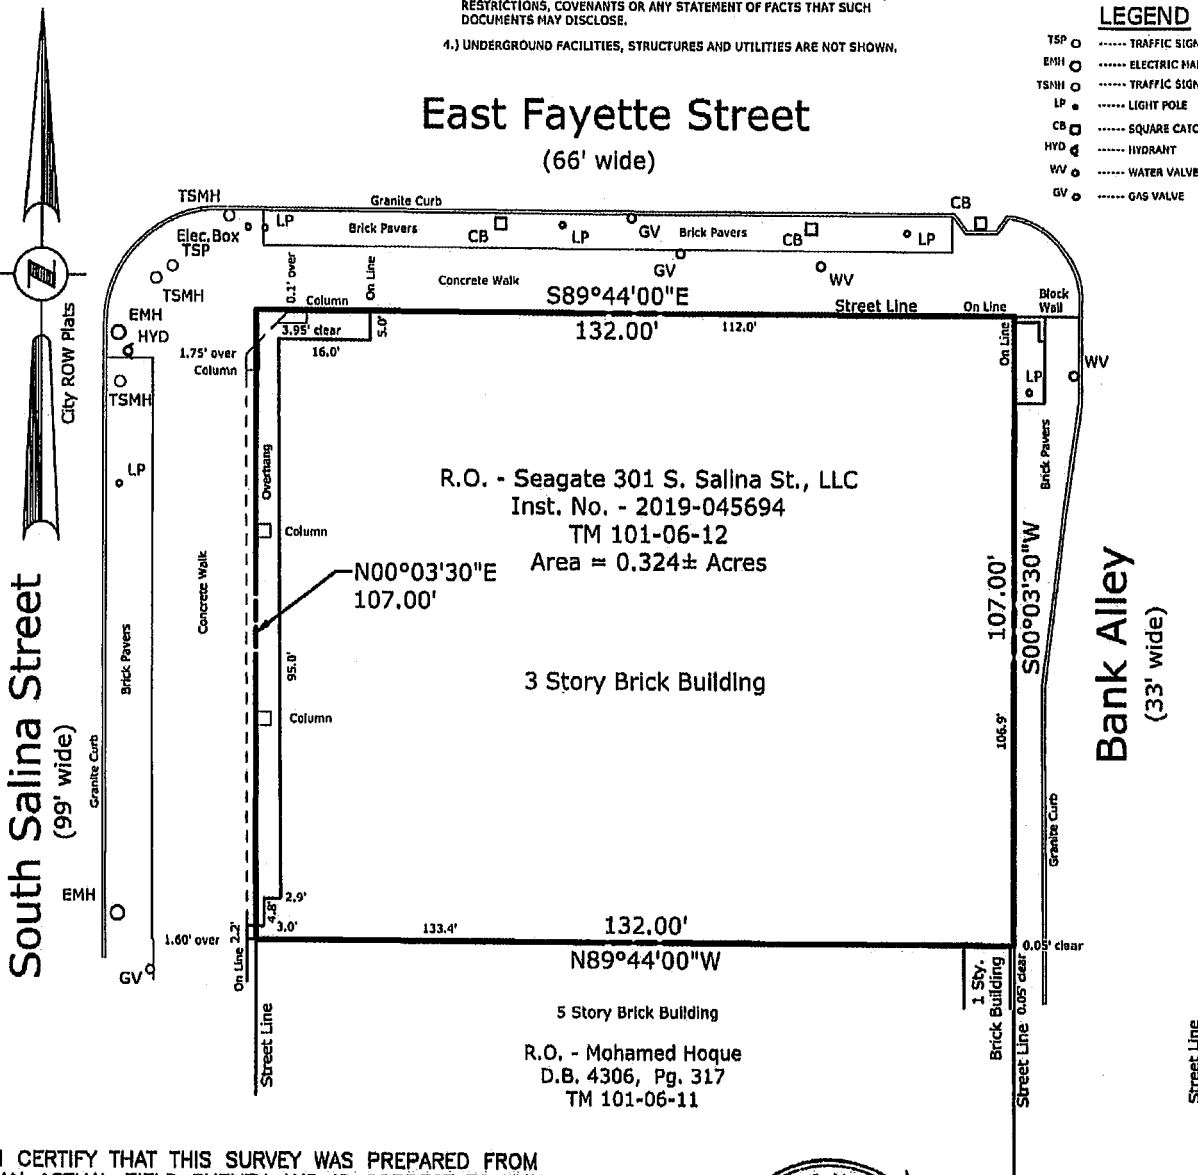 RESTRICTIONS, COVENANTS OR ANY STATEMENT OF FACTS THAT SUCH
DOCUMENTS MAY DISCLOSE.
4.) UNDERGROUND FACILITIES, STRUCTURES AND UTILITIES ARE NOT SHOWN.
LEGEND
TSP ------ TRAFFIC SIGN
EMH ------ ELECTRIC MA
TSMH ------ TRAFFIC SIGN
LP ------ LIGHT POLE
CB ------ SQUARE CATC
HYD ------ HYDRANT
WV ------ WATER VALVE
GV ------ GAS VALVE
East Fayette Street
(66' wide)
TSMH
Granite Curb
CB
LP
Brick Pavers
CB
LP
GV
Brick Pavers
CB
LP
Elec.Box
TSP
TSMH
GV
WV
Concrete Walk
0.1' over
On Line
Column
S89°44'00"E
Street Line
On Line
Block
Wall
EMH
HYD
3.95' clear
5.0'
132.00'
112.0'
On Line
1.75' over
16.0'
Column
WV
LP
TSMH
City ROW Plats
LP
Overhang
Brick Pavers
R.O. - Seagate 301 S. Salina St., LLC
Inst. No. - 2019-045694
TM 101-06-12
Area = 0.324± Acres
Column
Concrete Walk
N00°03'30"E
107.00'
107.00'
S00°03'30"W
Bank Alley
(33' wide)
South Salina Street
(99' wide)
Brick Pavers
95.0'
3 Story Brick Building
Column
106.9'
Granite Curb
Granite Curb
EMH
2.9'
4.8'
3.0'
133.4'
132.00'
1.60' over
2.2'
On Line
0.05' clear
N89°44'00"W
GV
1 Sty.
Brick Building
0.05' clear
Street Line
Street Line
Street Line
5 Story Brick Building
R.O. - Mohamed Hoque
D.B. 4306, Pg. 317
TM 101-06-11
I CERTIFY THAT THIS SURVEY WAS PREPARED FROM